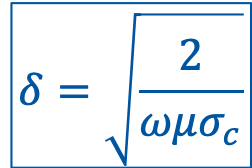 δ = √(2 / ωμσ_c)